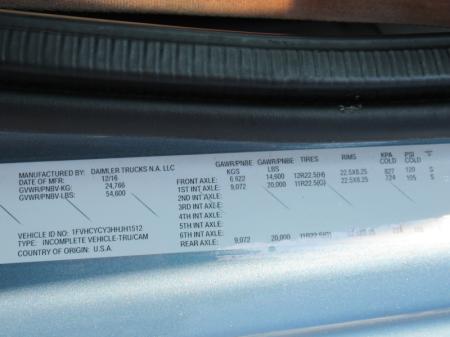 GAWR/PNBE GAWR/PNBE TIRES RIMS KPA PSI
KGS LBS COLD COLD
MANUFACTURED BY: DAIMLER TRUCKS N.A. LLC
DATE OF MFR: 12/16
GWVR/PNBV-KG: 24,766
GWVR/PNBV-LBS: 54,600
FRONT AXLE: 6,622 14,600 12R22.5(H) 22.5X8.25 827 120 S
1ST INT AXLE: 9,072 20,000 11R22.5(G) 22.5X8.25 724 105 S
2ND INT AXLE:
3RD INT AXLE:
4TH INT AXLE:
5TH INT AXLE:
6TH INT AXLE:
REAR AXLE: 9,072 20,000 11R22.5(G)
VEHICLE ID NO: 1FVHCYCY3HHJH1512
TYPE: INCOMPLETE VEHICLE-TRU/CAM
COUNTRY OF ORIGIN: U.S.A.